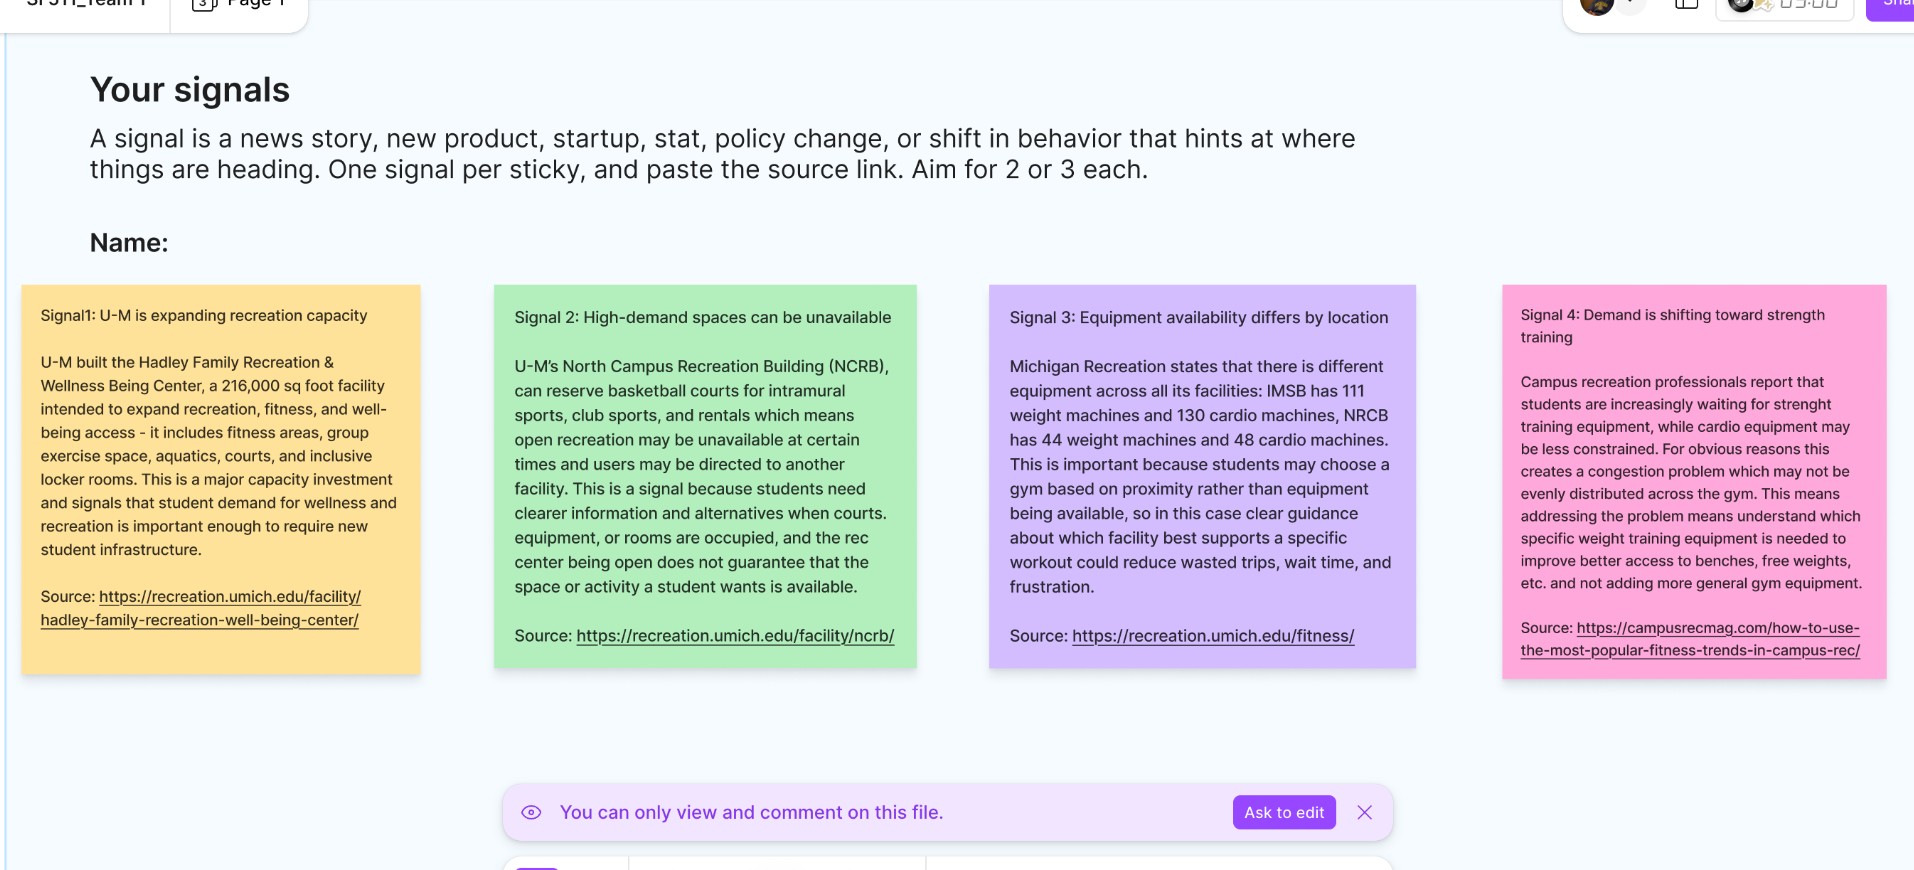 Page 1
Your signals
A signal is a news story, new product, startup, stat, policy change, or shift in behavior that hints at where
things are heading. One signal per sticky, and paste the source link. Aim for 2 or 3 each.
Name:
Signal1: U-M is expanding recreation capacity
U-M built the Hadley Family Recreation &
Wellness Being Center, a 216,000 sq foot facility
intended to expand recreation, fitness, and well-
being access - it includes fitness areas, group
exercise space, aquatics, courts, and inclusive
locker rooms. This is a major capacity investment
and signals that student demand for wellness and
recreation is important enough to require new
student infrastructure.
Source: https://recreation.umich.edu/facility/
hadley-family-recreation-well-being-center/
Signal 2: High-demand spaces can be unavailable
U-M’s North Campus Recreation Building (NCRB),
can reserve basketball courts for intramural
sports, club sports, and rentals which means
open recreation may be unavailable at certain
times and users may be directed to another
facility. This is a signal because students need
clearer information and alternatives when courts.
equipment, or rooms are occupied, and the rec
center being open does not guarantee that the
space or activity a student wants is available.
Source: https://recreation.umich.edu/facility/ncrb/
Signal 3: Equipment availability differs by location
Michigan Recreation states that there is different
equipment across all its facilities: IMSB has 111
weight machines and 130 cardio machines, NRCB
has 44 weight machines and 48 cardio machines.
This is important because students may choose a
gym based on proximity rather than equipment
being available, so in this case clear guidance
about which facility best supports a specific
workout could reduce wasted trips, wait time, and
frustration.
Source: https://recreation.umich.edu/fitness/
Signal 4: Demand is shifting toward strength
training
Campus recreation professionals report that
students are increasingly waiting for strenght
training equipment, while cardio equipment may
be less constrained. For obvious reasons this
creates a congestion problem which may not be
evenly distributed across the gym. This means
addressing the problem means understand which
specific weight training equipment is needed to
improve better access to benches, free weights,
etc. and not adding more general gym equipment.
Source: https://campusrecmag.com/how-to-use-
the-most-popular-fitness-trends-in-campus-rec/
You can only view and comment on this file.
Ask to edit